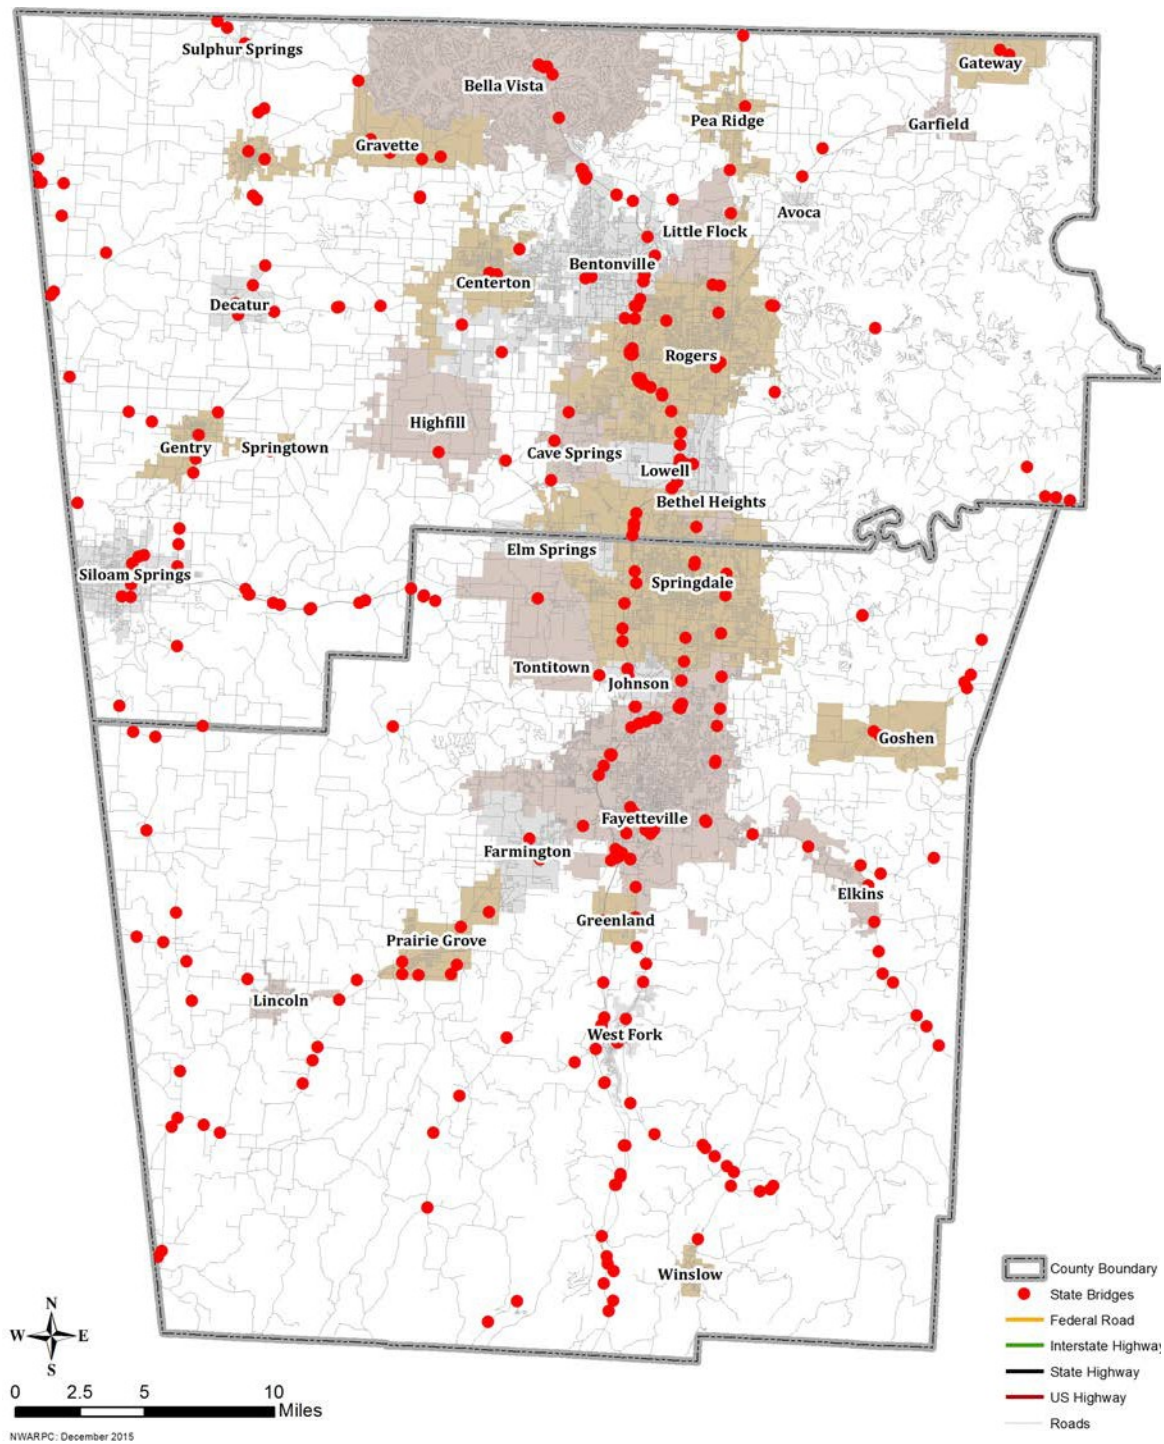 Sulphur Springs
Bella Vista
Gateway
Pea Ridge
Garfield
Gravette
Avoca
Little Flock
Bentonville
Centerton
Decatur
Rogers
Highfill
Gentry
Springtown
Cave Springs
Lowell
Bethel Heights
Elm Springs
Siloam Springs
Springdale
Tontitown
Johnson
Goshen
Fayetteville
Farmington
Elkins
Greenland
Prairie Grove
Lincoln
West Fork
Winslow
County Boundary
State Bridges
Federal Road
Interstate Highway
State Highway
US Highway
Roads
N
W E
S
0 2.5 5 10
Miles
NWARPC: December 2015